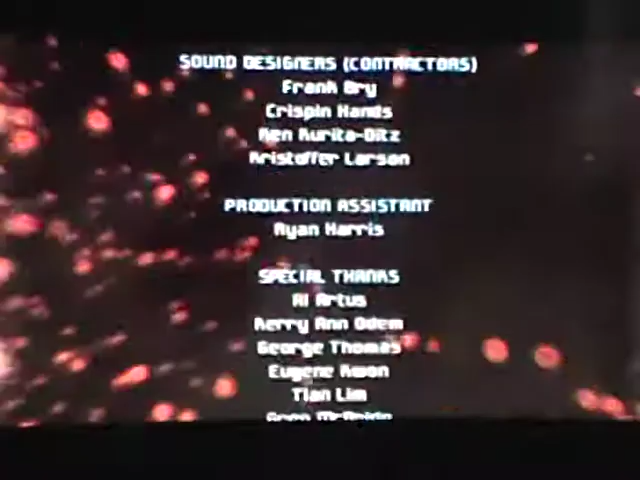 SOUND DESIGNERS (CONTRACTORS)
Frank Bry
Crispin Hands
Ken Kurita-Ditz
Kristoffer Larson
PRODUCTION ASSISTANT
Ryan Harris
SPECIAL THANKS
Al Artus
Kerry Ann Odem
George Thomas
Eugene Kwon
Tian Lim
Greg